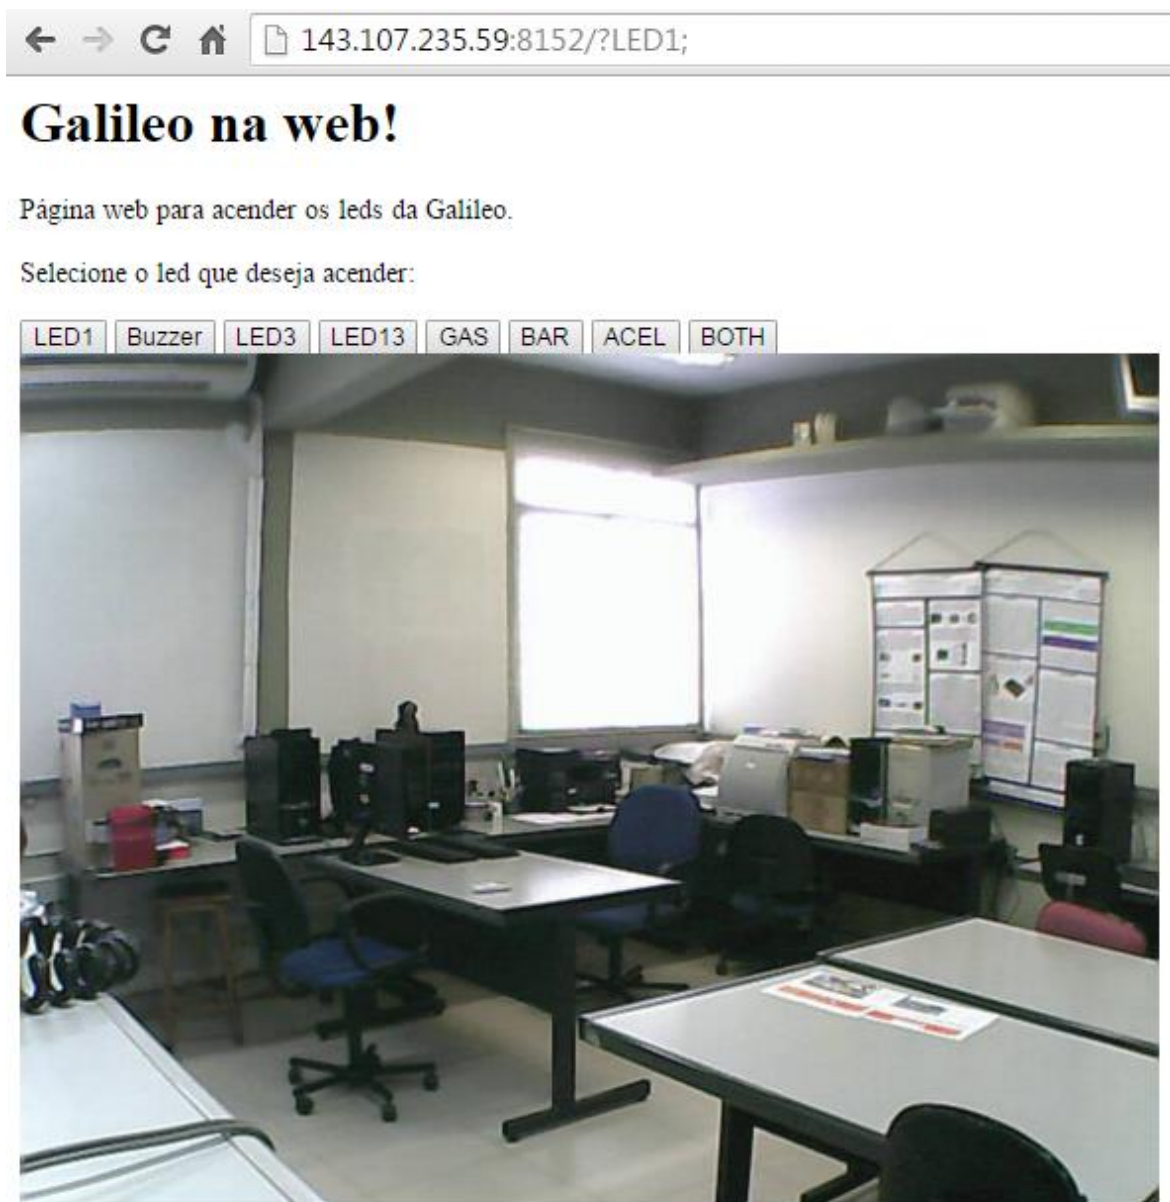 143.107.235.59:8152/?LED1;
Galileo na web!
Página web para acender os leds da Galileo.
Selecione o led que deseja acender:
LED1 Buzzer LED3 LED13 GAS BAR ACEL BOTH